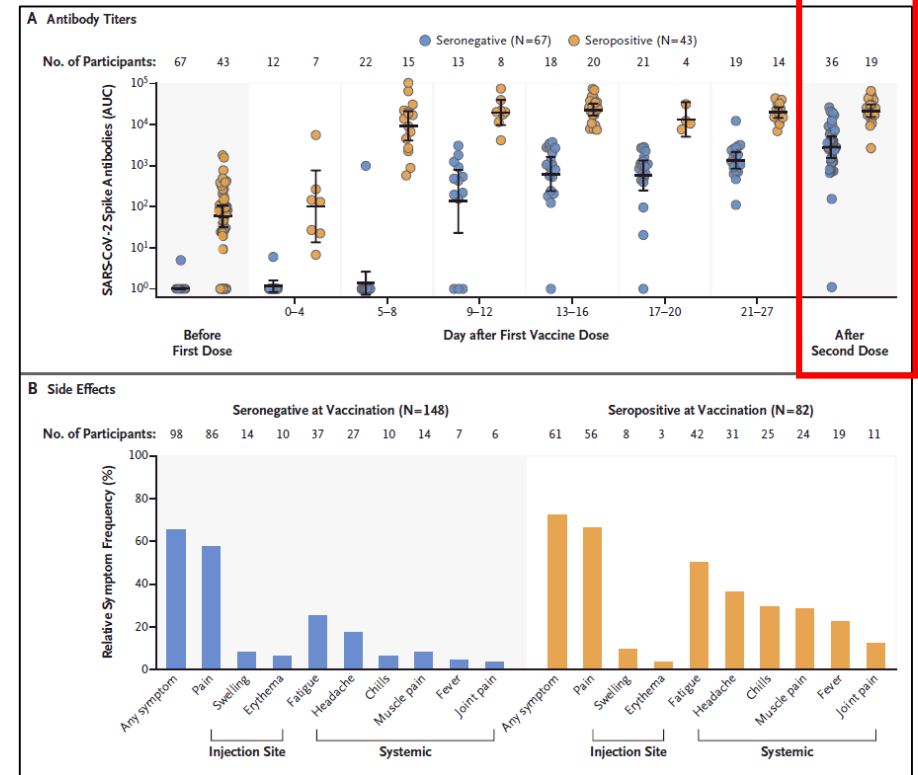 A Antibody Titers
Seronegative (N=67) Seropositive (N=43)
No. of Participants: 67 43 12 7 22 15 13 8 18 20 21 4 19 14 36 19
SARS-CoV-2 Spike Antibodies (AUC)
10⁵
10⁴
10³
10²
10¹
10⁰
0–4 5–8 9–12 13–16 17–20 21–27
Before First Dose
Day after First Vaccine Dose
After Second Dose
B Side Effects
Seronegative at Vaccination (N=148) Seropositive at Vaccination (N=82)
No. of Participants: 98 86 14 10 37 27 10 14 7 6 61 56 8 3 42 31 25 24 19 11
Relative Symptom Frequency (%)
100
80
60
40
20
0
Any symptom Pain Swelling Erythema Fatigue Headache Chills Muscle pain Fever Joint pain Any symptom Pain Swelling Erythema Fatigue Headache Chills Muscle pain Fever Joint pain
Injection Site Systemic Injection Site Systemic